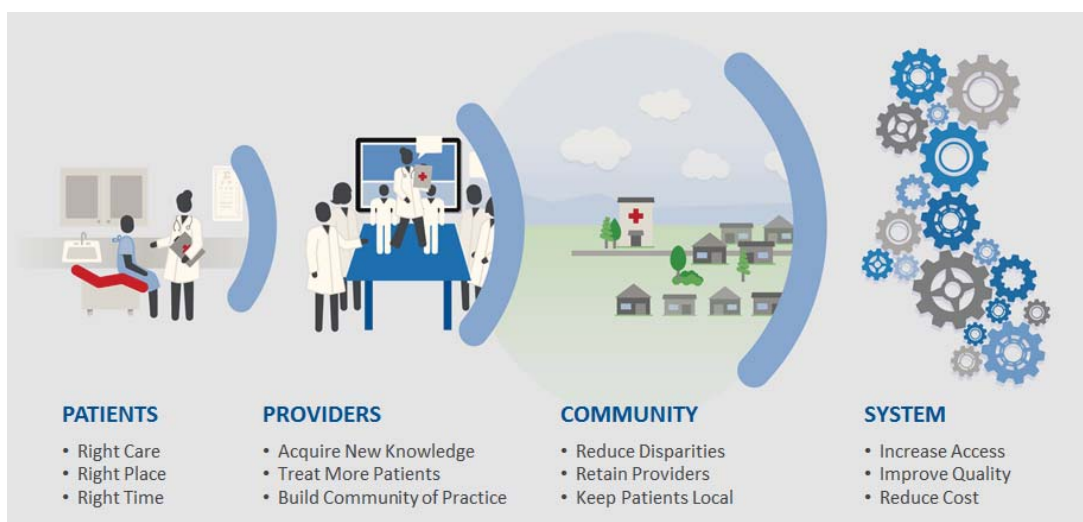 PATIENTS
• Right Care
• Right Place
• Right Time
PROVIDERS
• Acquire New Knowledge
• Treat More Patients
• Build Community of Practice
COMMUNITY
• Reduce Disparities
• Retain Providers
• Keep Patients Local
SYSTEM
• Increase Access
• Improve Quality
• Reduce Cost